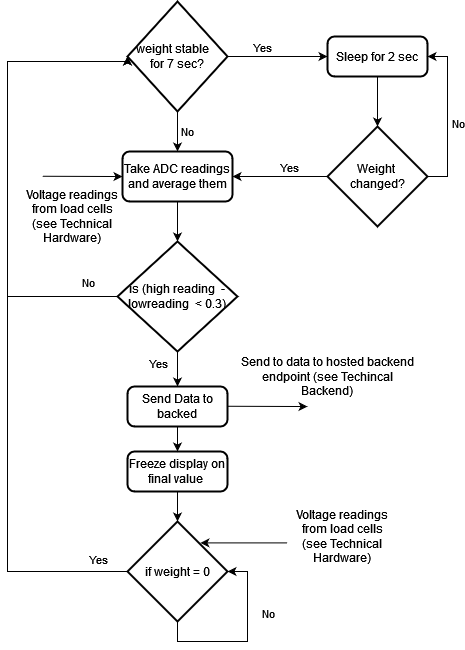 weight stable
for 7 sec?
Yes
Sleep for 2 sec
No
No
Take ADC readings
and average them
Yes
Weight
changed?
Voltage readings
from load cells
(see Technical
Hardware)
No
Is (high reading -
lowreading < 0.3)
Yes
Send to data to hosted backend
endpoint (see Techincal
Backend)
Send Data to
backed
Freeze display on
final value
Voltage readings
from load cells
(see Technical
Hardware)
Yes
if weight = 0
No